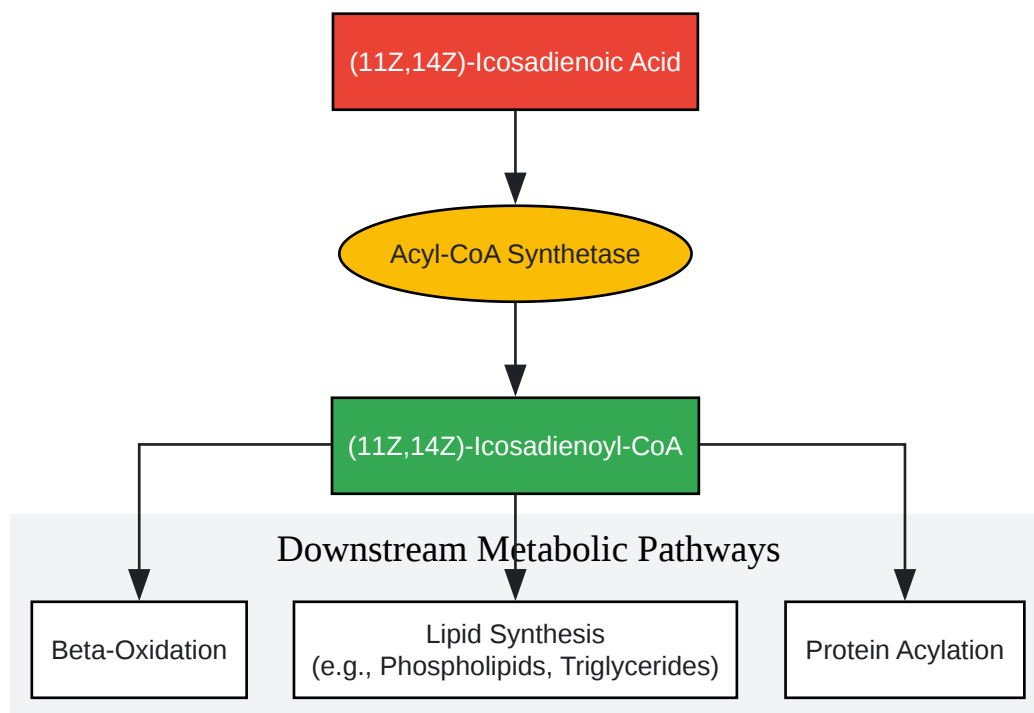 (11Z,14Z)-Icosadienoic Acid
Acyl-CoA Synthetase
(11Z,14Z)-Icosadienoyl-CoA
Downstream Metabolic Pathways
Beta-Oxidation
Lipid Synthesis
(e.g., Phospholipids, Triglycerides)
Protein Acylation